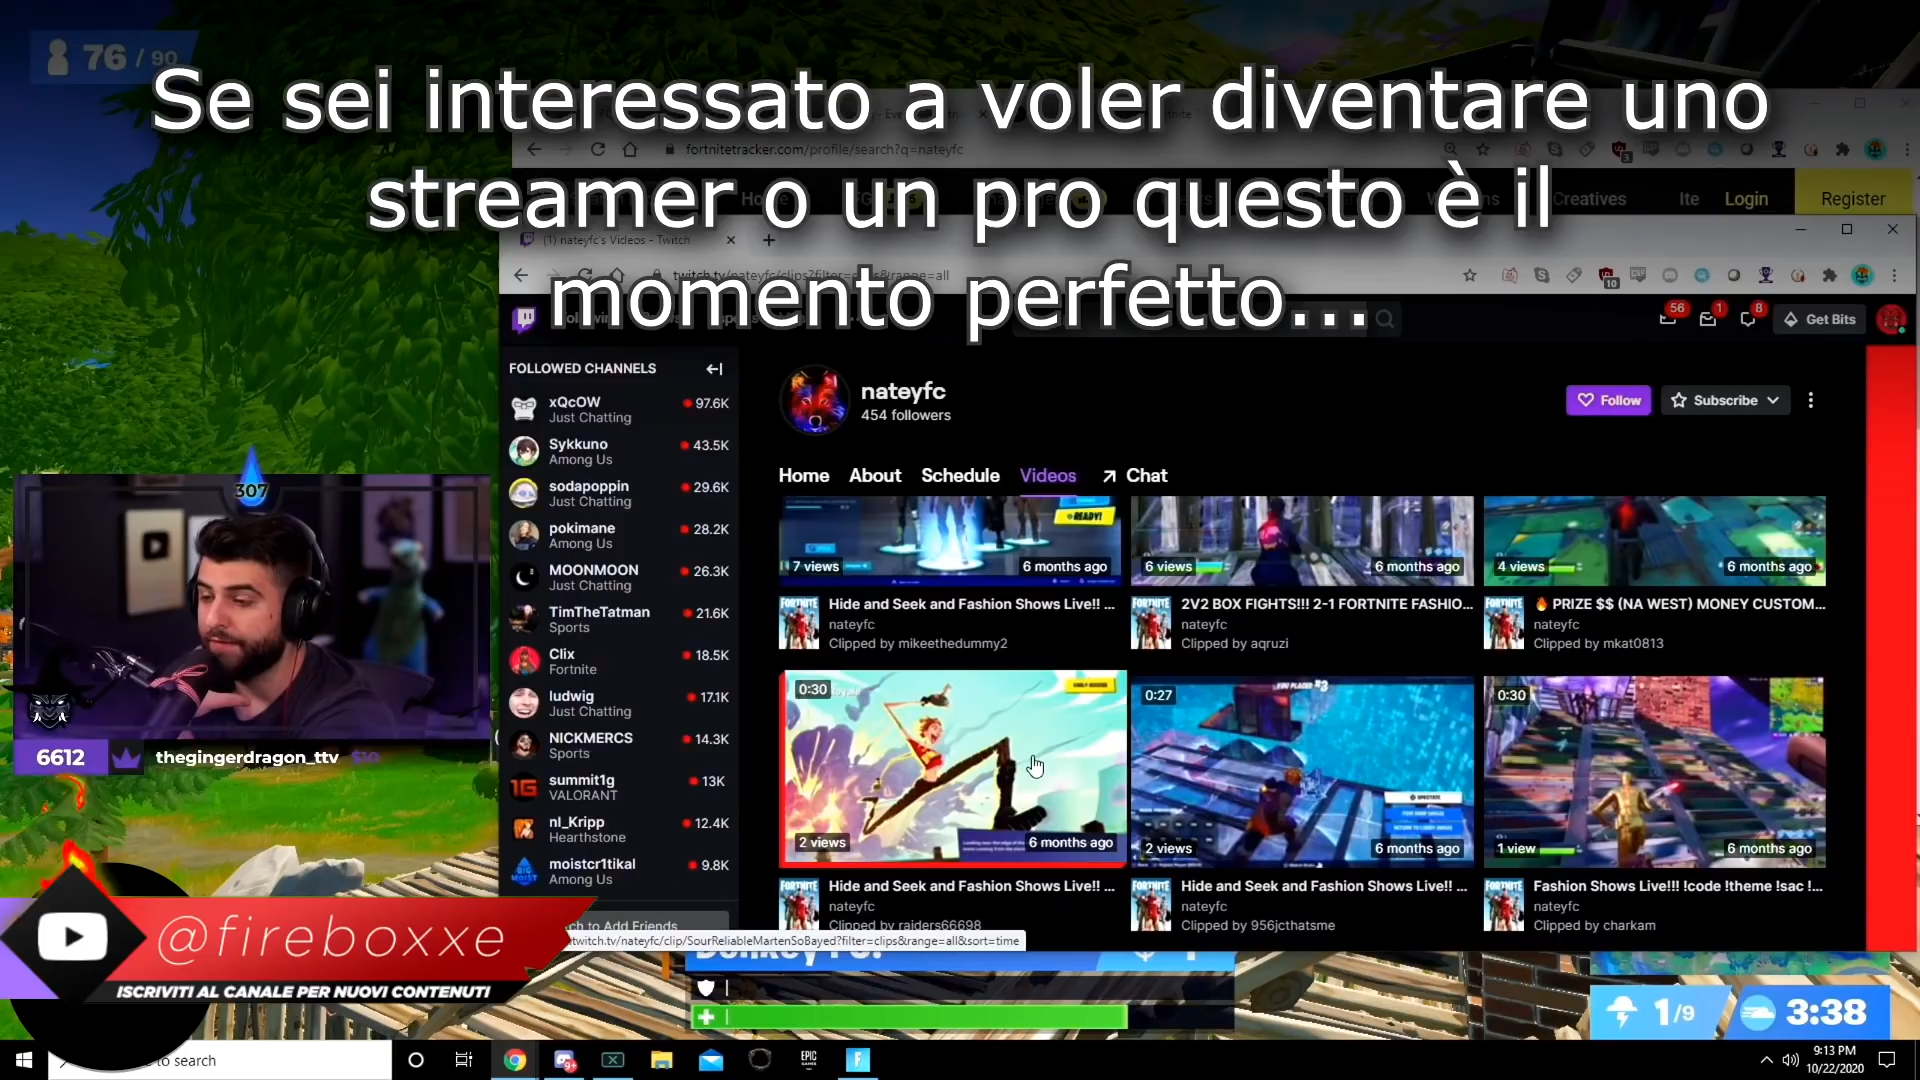 76 / 90
Se sei interessato a voler diventare uno
streamer o un pro questo è il
momento perfetto...
fortnitetracker.com/profile/search?q=nateyfc
Creatives
Login
Register
(1) nateyfc's Videos - Twitch
56
1
8
Get Bits
FOLLOWED CHANNELS
xQcOW
97.6K
Just Chatting
Sykkuno
43.5K
Among Us
sodapoppin
29.6K
Just Chatting
pokimane
28.2K
Among Us
MOONMOON
26.3K
Just Chatting
TimTheTatman
21.6K
Sports
Clix
18.5K
Fortnite
ludwig
17.1K
Just Chatting
NICKMERCS
14.3K
Sports
summit1g
13K
VALORANT
nl_Kripp
12.4K
Hearthstone
moistcr1tikal
9.8K
Among Us
nateyfc
454 followers
Follow
Subscribe
Home
About
Schedule
Videos
Chat
READY!
7 views
6 months ago
6 views
6 months ago
4 views
6 months ago
Hide and Seek and Fashion Shows Live!! ...
nateyfc
Clipped by mikeethedummy2
2V2 BOX FIGHTS!!! 2-1 FORTNITE FASHIO...
nateyfc
Clipped by aqruzi
🔥 PRIZE $$ (NA WEST) MONEY CUSTOM...
nateyfc
Clipped by mkat0813
0:30
2 views
6 months ago
0:27
YOU PLACED #3
2 views
6 months ago
0:30
1 view
6 months ago
Hide and Seek and Fashion Shows Live!! ...
nateyfc
Clipped by raiders66698
Hide and Seek and Fashion Shows Live!! ...
nateyfc
Clipped by 956jcthatsme
Fashion Shows Live!!! !code !theme !sac !...
nateyfc
Clipped by charkam
twitch.tv/nateyfc/clip/SourReliableMartenSoBayed?filter=clips&range=all&sort=time
307
6612
thegingerdragon_ttv
$10
@fireboxxe
ISCRIVITI AL CANALE PER NUOVI CONTENUTI
1/9
3:38
to search
EPIC
GAMES
9:13 PM
10/22/2020